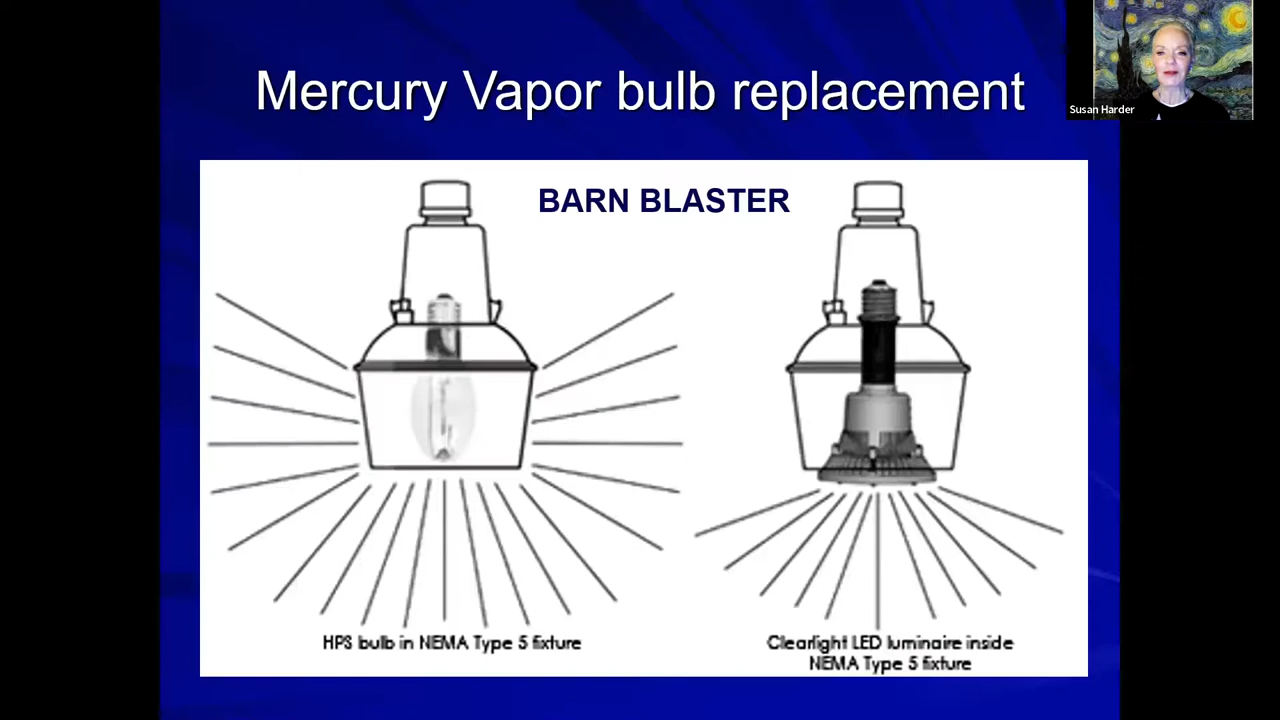 Mercury Vapor bulb replacement
Susan Harder
BARN BLASTER
HPS bulb in NEMA Type 5 fixture
Clearlight LED luminaire inside
NEMA Type 5 fixture